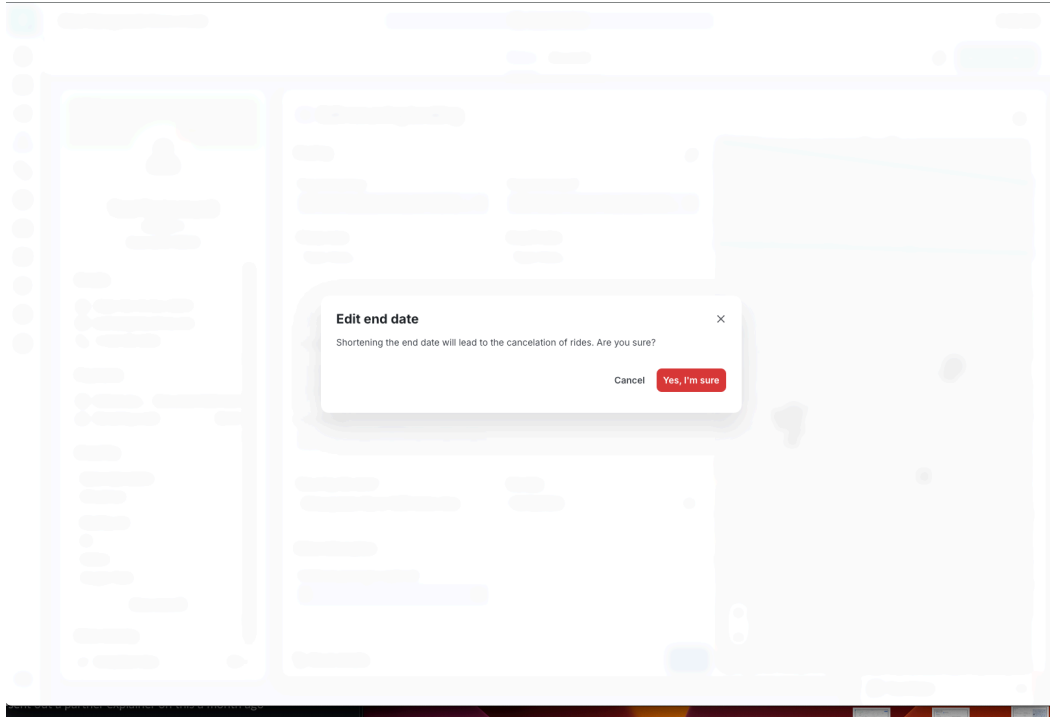 Edit end date
Shortening the end date will lead to the cancelation of rides. Are you sure?
Cancel
Yes, I'm sure